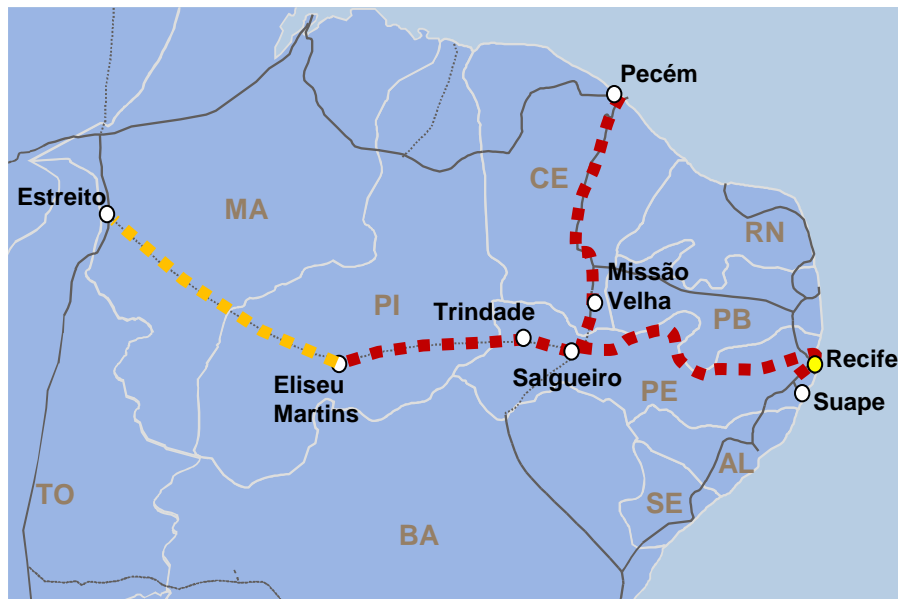 Pecém
CE
Estreito
MA
RN
Missão
Velha
PI
Trindade
PB
Salgueiro
Recife
Eliseu
Martins
PE
Suape
AL
TO
SE
BA